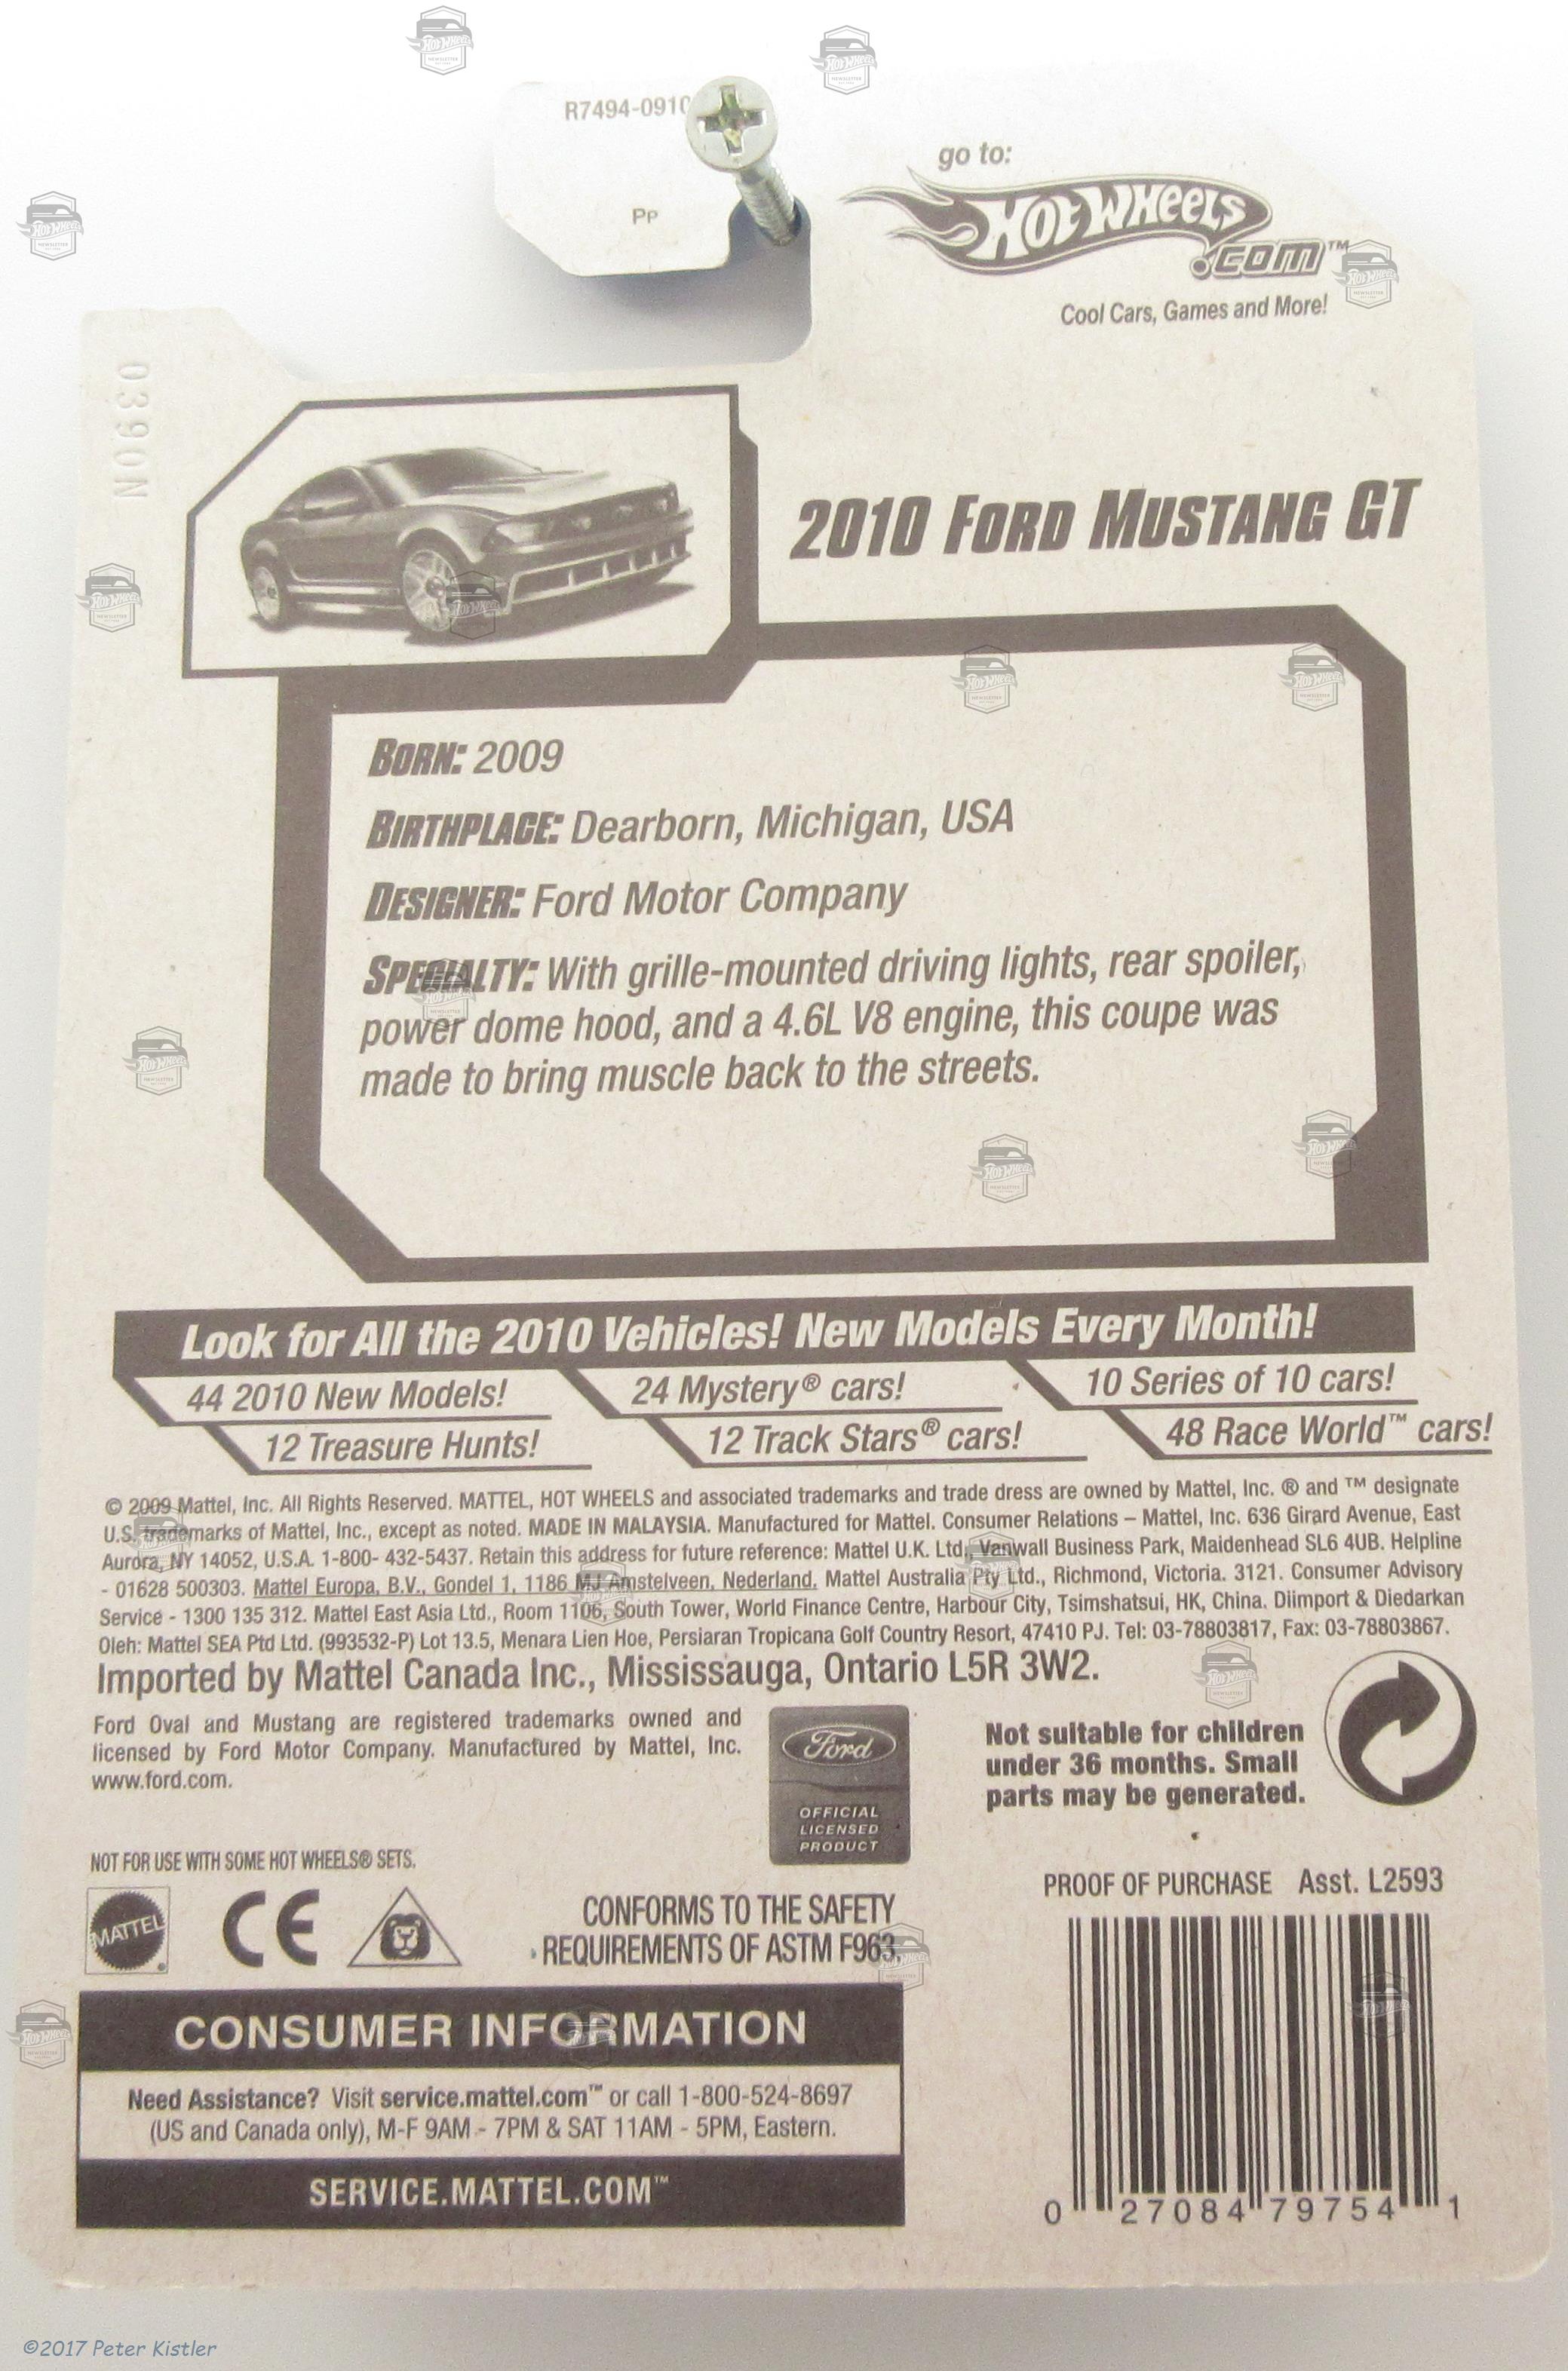 R7494-0910
Pp
go to:
HOT WHEELS
.COM™
Cool Cars, Games and More!
0390N
2010 FORD MUSTANG GT
BORN: 2009
BIRTHPLACE: Dearborn, Michigan, USA
DESIGNER: Ford Motor Company
SPECIALTY: With grille-mounted driving lights, rear spoiler,
power dome hood, and a 4.6L V8 engine, this coupe was
made to bring muscle back to the streets.
Look for All the 2010 Vehicles! New Models Every Month!
44 2010 New Models! 24 Mystery® cars! 10 Series of 10 cars!
12 Treasure Hunts! 12 Track Stars® cars! 48 Race World™ cars!
© 2009 Mattel, Inc. All Rights Reserved. MATTEL, HOT WHEELS and associated trademarks and trade dress are owned by Mattel, Inc. ® and ™ designate
U.S. trademarks of Mattel, Inc., except as noted. MADE IN MALAYSIA. Manufactured for Mattel. Consumer Relations – Mattel, Inc. 636 Girard Avenue, East
Aurora, NY 14052, U.S.A. 1-800- 432-5437. Retain this address for future reference: Mattel U.K. Ltd., Vanwall Business Park, Maidenhead SL6 4UB. Helpline
- 01628 500303. Mattel Europa, B.V., Gondel 1, 1186 MJ Amstelveen, Nederland. Mattel Australia Pty Ltd., Richmond, Victoria. 3121. Consumer Advisory
Service - 1300 135 312. Mattel East Asia Ltd., Room 1106, South Tower, World Finance Centre, Harbour City, Tsimshatsui, HK, China. Diimport & Diedarkan
Oleh: Mattel SEA Ptd Ltd. (993532-P) Lot 13.5, Menara Lien Hoe, Persiaran Tropicana Golf Country Resort, 47410 PJ. Tel: 03-78803817, Fax: 03-78803867.
Imported by Mattel Canada Inc., Mississauga, Ontario L5R 3W2.
Ford Oval and Mustang are registered trademarks owned and
licensed by Ford Motor Company. Manufactured by Mattel, Inc.
www.ford.com.
Ford
OFFICIAL
LICENSED
PRODUCT
Not suitable for children
under 36 months. Small
parts may be generated.
NOT FOR USE WITH SOME HOT WHEELS® SETS.
MATTEL
CE
CONFORMS TO THE SAFETY
REQUIREMENTS OF ASTM F963.
PROOF OF PURCHASE Asst. L2593
CONSUMER INFORMATION
Need Assistance? Visit service.mattel.com™ or call 1-800-524-8697
(US and Canada only), M-F 9AM - 7PM & SAT 11AM - 5PM, Eastern.
SERVICE.MATTEL.COM™
0 27084 79754 1
©2017 Peter Kistler